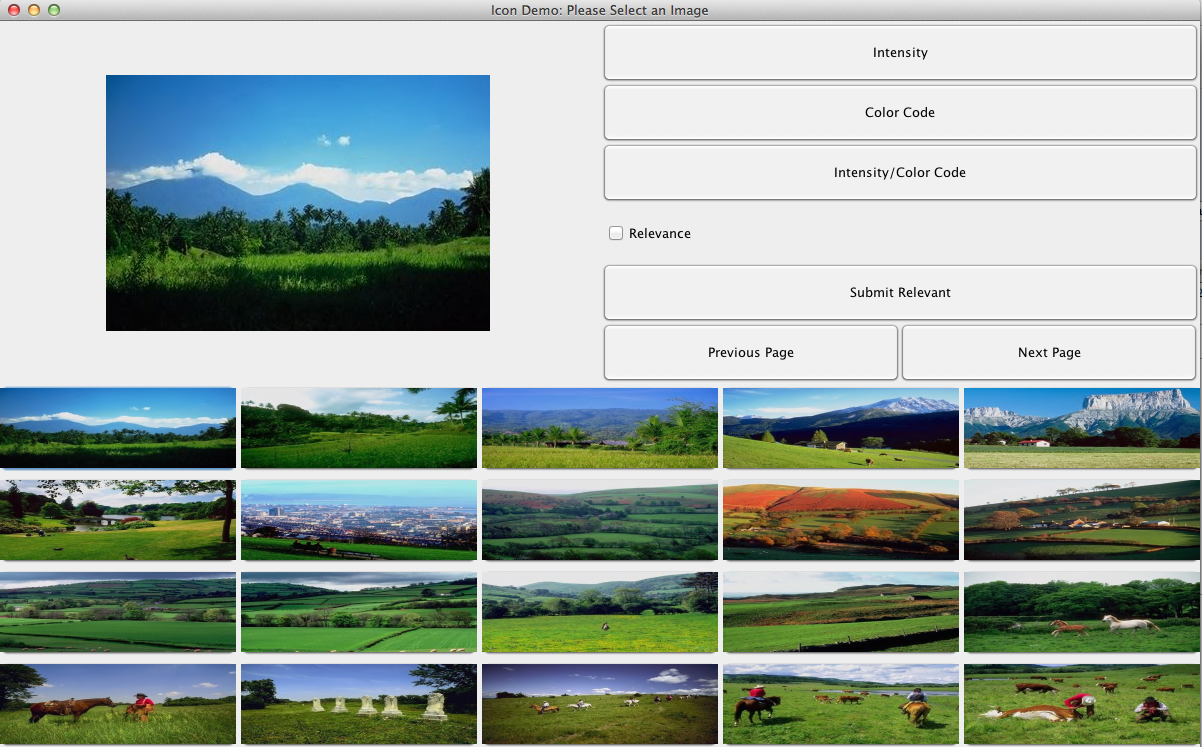 Icon Demo: Please Select an Image
Intensity
Color Code
Intensity/Color Code
Relevance
Submit Relevant
Previous Page
Next Page